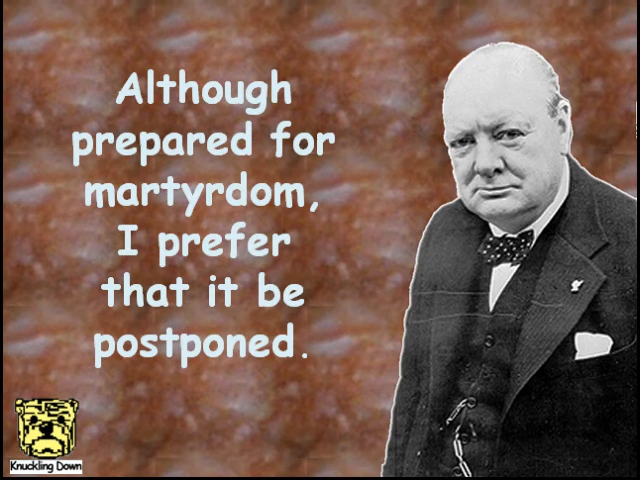 Although
prepared for
martyrdom,
I prefer
that it be
postponed.
Knuckling Down